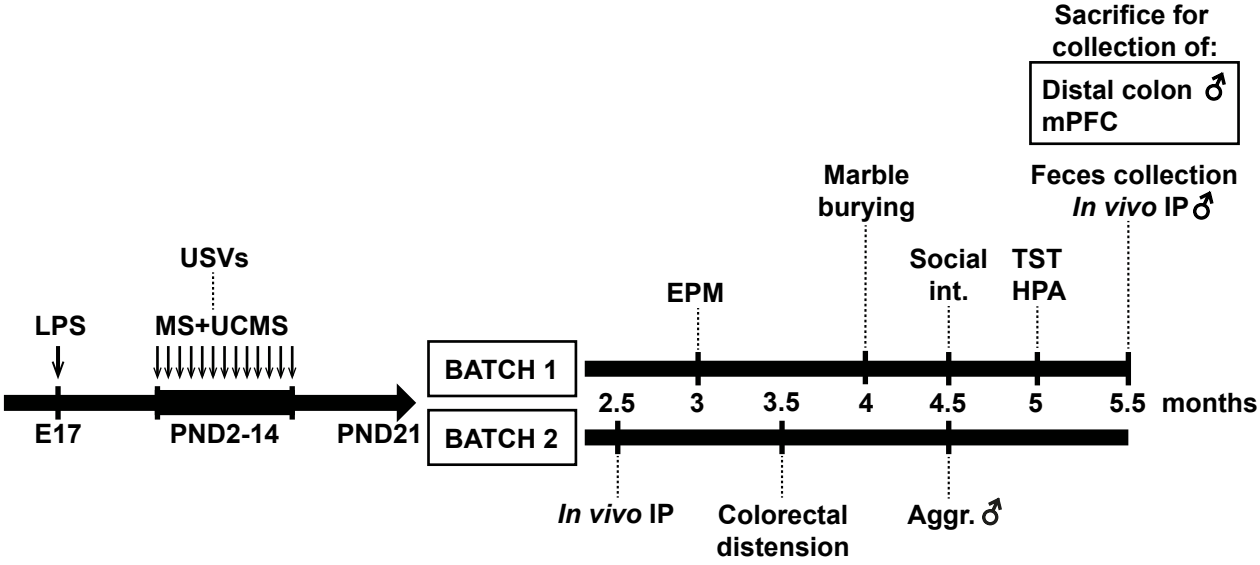 Sacrifice for
collection of:
Distal colon ♂
mPFC
Marble
burying
Feces collection
In vivo IP ♂
USVs
Social
int.
TST
HPA
EPM
LPS
MS+UCMS
BATCH 1
2.5 3 3.5 4 4.5 5 5.5 months
E17
PND2-14
PND21
BATCH 2
In vivo IP
Colorectal
distension
Aggr. ♂